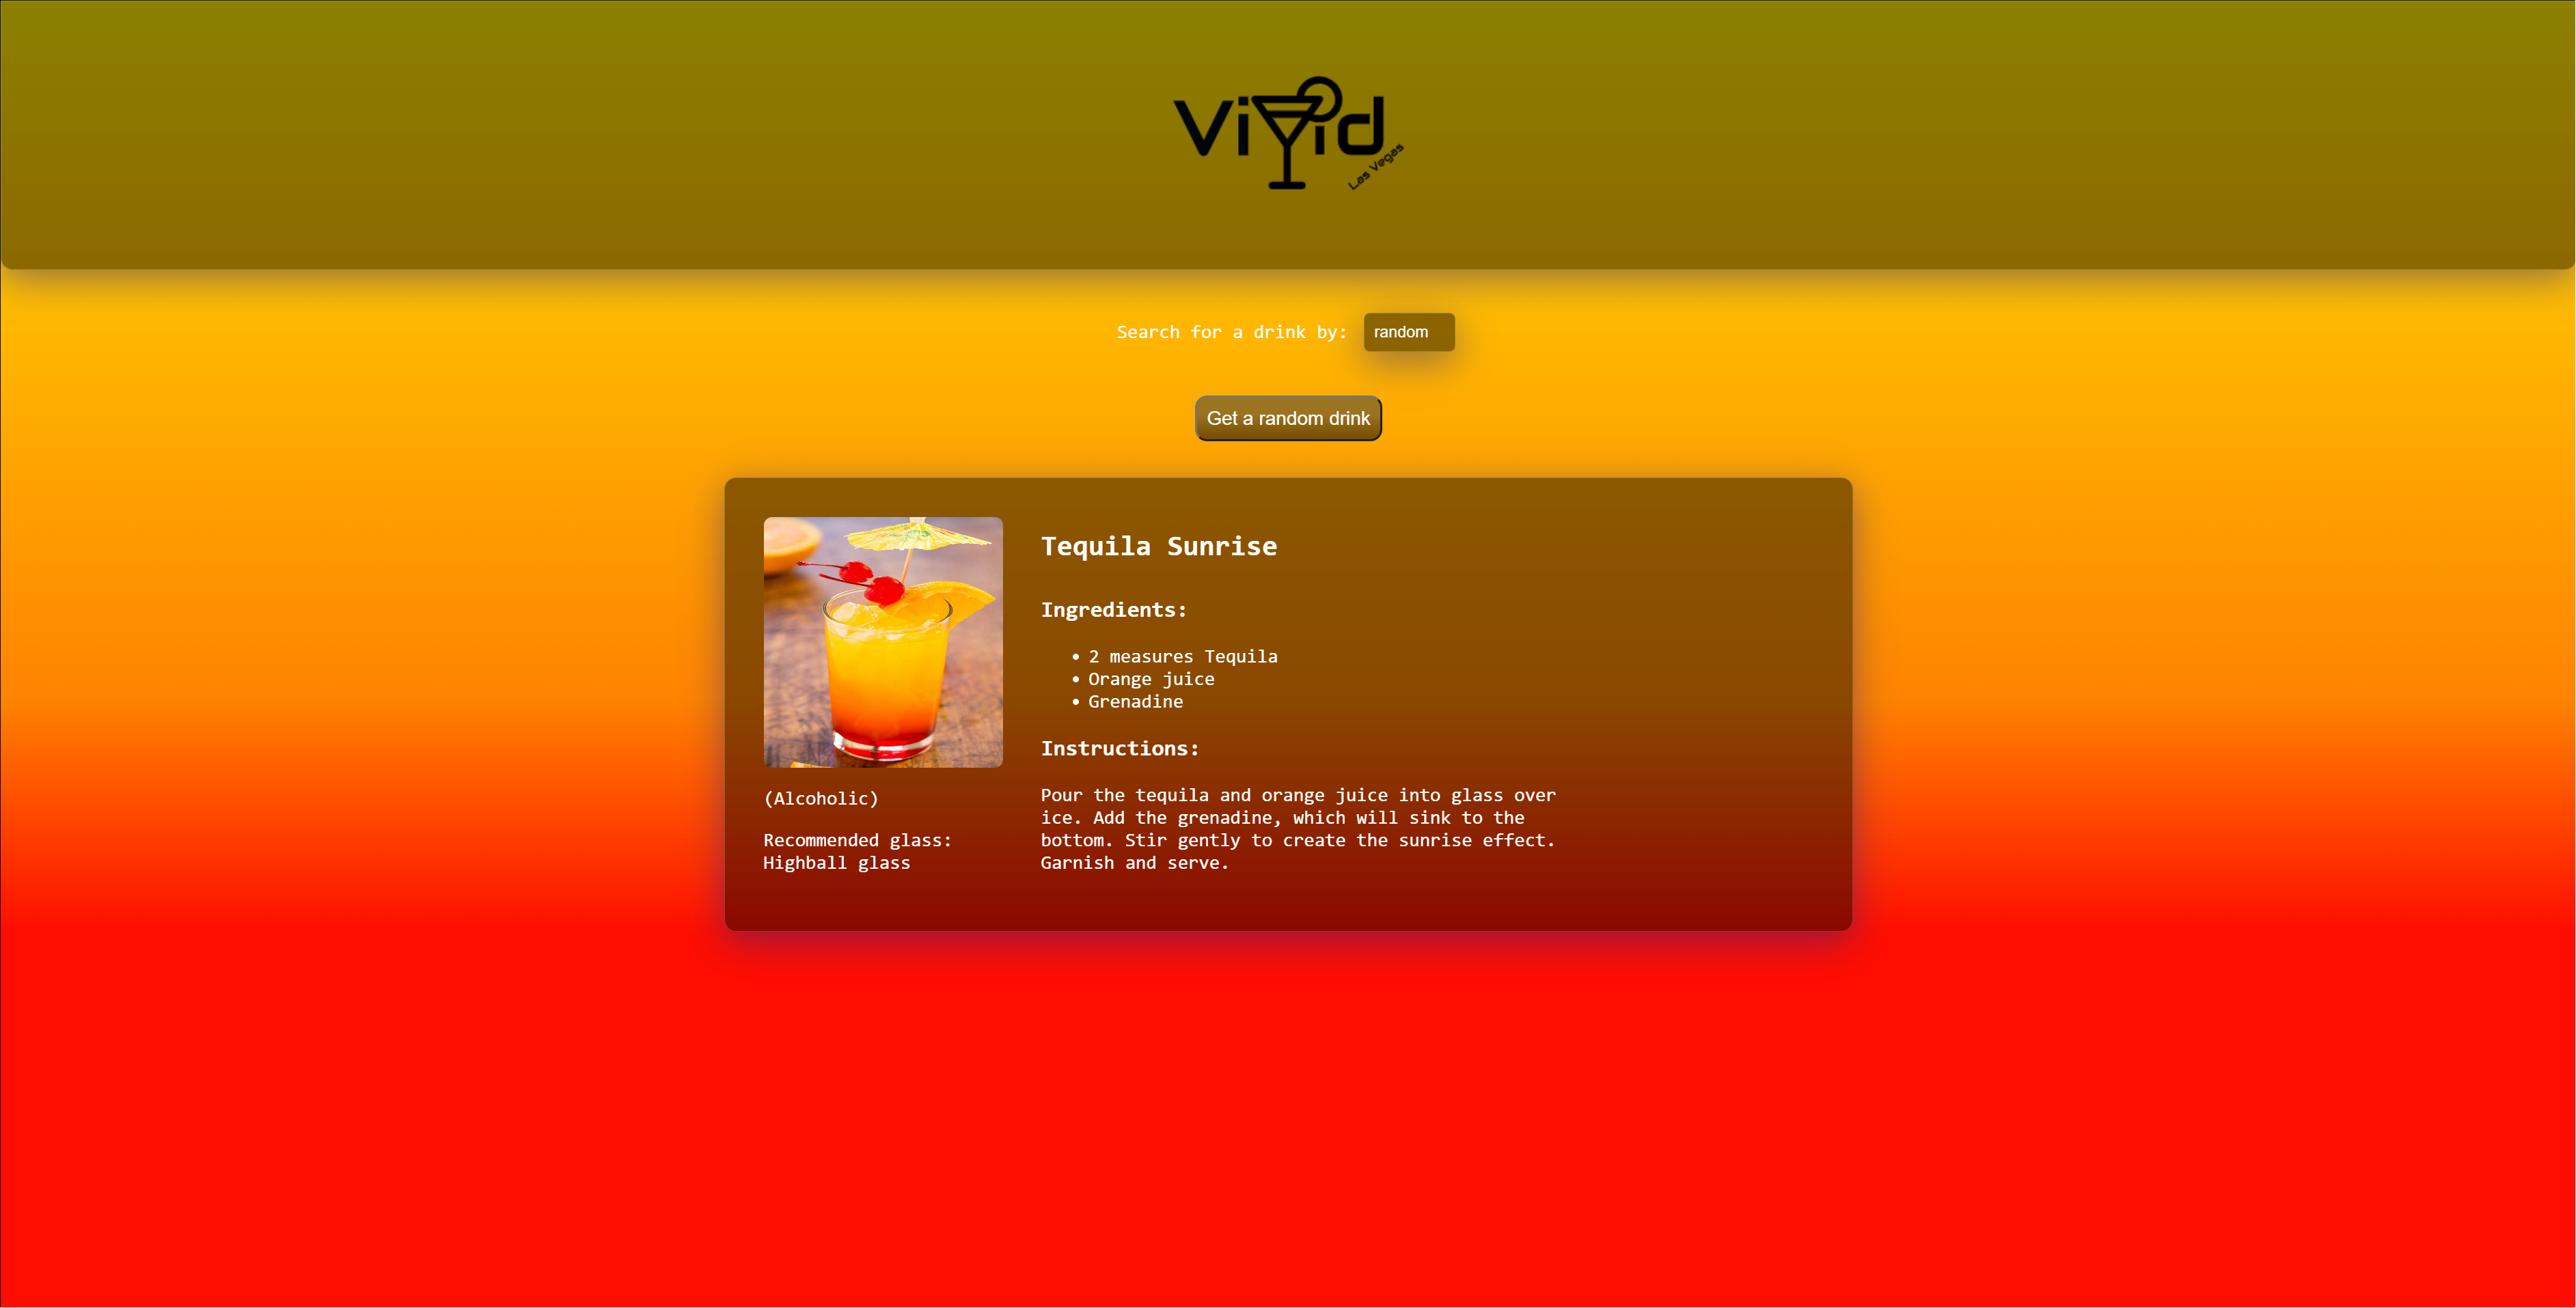 Vivid
Las Vegas
Search for a drink by: random
Get a random drink
Tequila Sunrise
Ingredients:
• 2 measures Tequila
• Orange juice
• Grenadine
Instructions:
Pour the tequila and orange juice into glass over
ice. Add the grenadine, which will sink to the
bottom. Stir gently to create the sunrise effect.
Garnish and serve.
(Alcoholic)
Recommended glass:
Highball glass